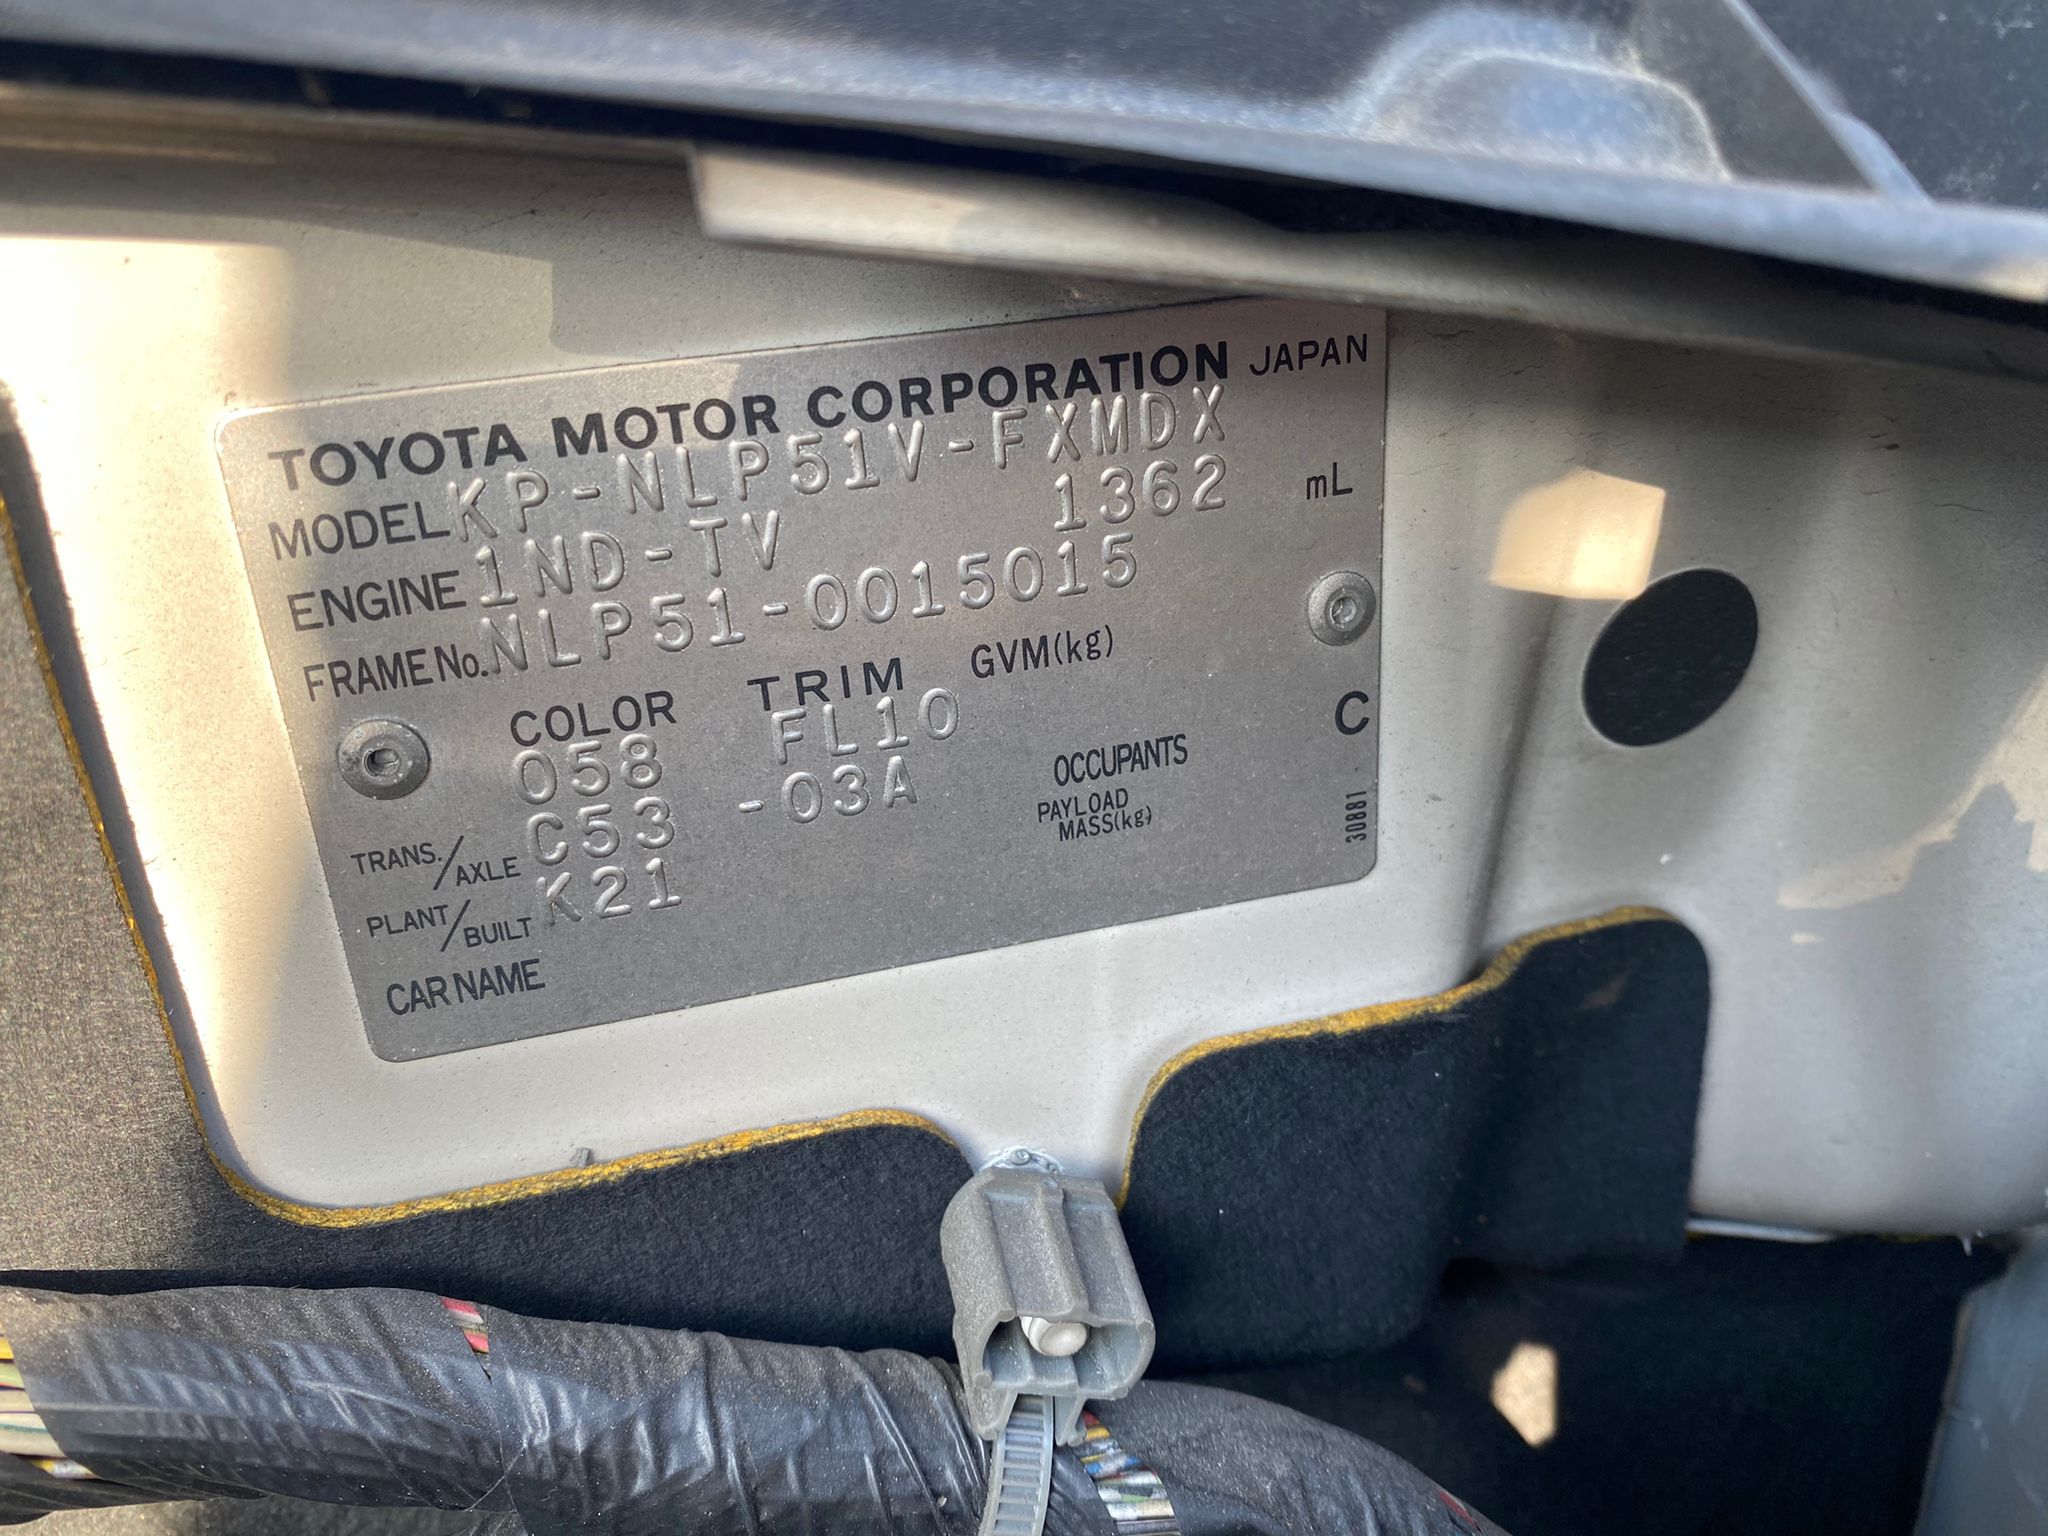 TOYOTA MOTOR CORPORATION JAPAN
MODEL KP-NLP51V-FXMDX
ENGINE 1ND-TV 1362 mL
FRAME No. NLP51-0015015
COLOR TRIM GVM(kg)
058 FL10 C
TRANS./AXLE C53 -03A OCCUPANTS
PLANT/BUILT K21 PAYLOAD MASS(kg)
CAR NAME
30881